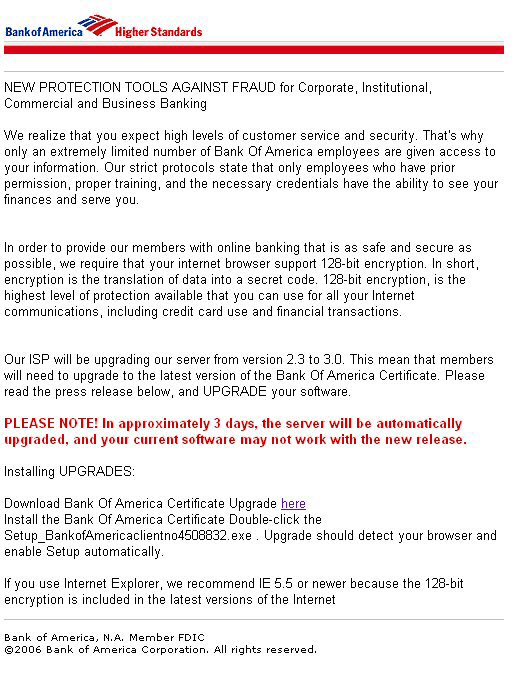 Bank of America Higher Standards
NEW PROTECTION TOOLS AGAINST FRAUD for Corporate, Institutional,
Commercial and Business Banking
We realize that you expect high levels of customer service and security. That's why
only an extremely limited number of Bank Of America employees are given access to
your information. Our strict protocols state that only employees who have prior
permission, proper training, and the necessary credentials have the ability to see your
finances and serve you.
In order to provide our members with online banking that is as safe and secure as
possible, we require that your internet browser support 128-bit encryption. In short,
encryption is the translation of data into a secret code. 128-bit encryption, is the
highest level of protection available that you can use for all your Internet
communications, including credit card use and financial transactions.
Our ISP will be upgrading our server from version 2.3 to 3.0. This mean that members
will need to upgrade to the latest version of the Bank Of America Certificate. Please
read the press release below, and UPGRADE your software.
PLEASE NOTE! In approximately 3 days, the server will be automatically
upgraded, and your current software may not work with the new release.
Installing UPGRADES:
Download Bank Of America Certificate Upgrade here
Install the Bank Of America Certificate Double-click the
Setup_BankofAmericaclientno4508832.exe . Upgrade should detect your browser and
enable Setup automatically.
If you use Internet Explorer, we recommend IE 5.5 or newer because the 128-bit
encryption is included in the latest versions of the Internet
Bank of America, N.A. Member FDIC
©2006 Bank of America Corporation. All rights reserved.